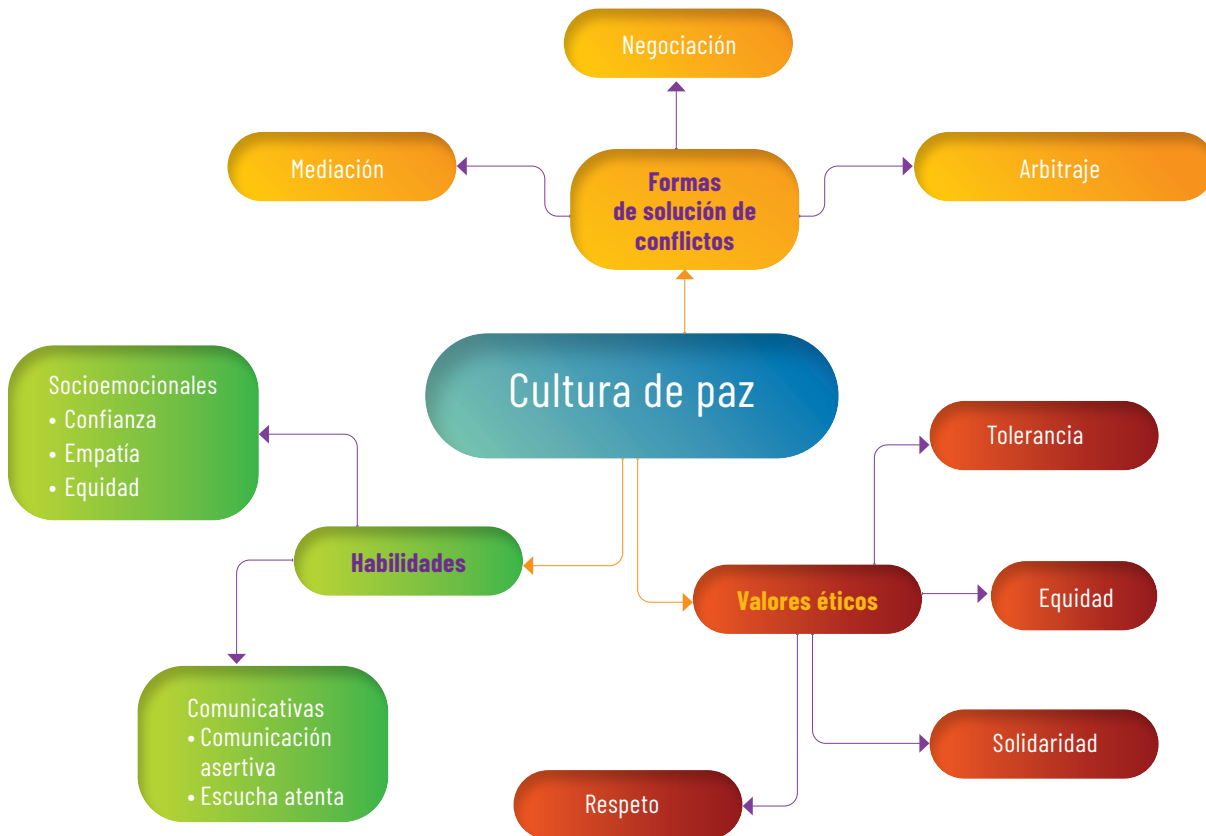 Negociación
Mediación
Formas
de solución de
conflictos
Arbitraje
Cultura de paz
Socioemocionales
• Confianza
• Empatía
• Equidad
Habilidades
Comunicativas
• Comunicación
asertiva
• Escucha atenta
Valores éticos
Tolerancia
Equidad
Solidaridad
Respeto